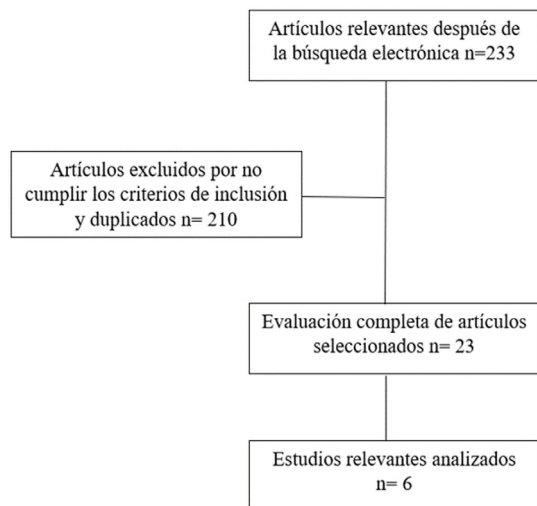 Artículos relevantes después de
la búsqueda electrónica n=233
Artículos excluidos por no
cumplir los criterios de inclusión
y duplicados n= 210
Evaluación completa de artículos
seleccionados n= 23
Estudios relevantes analizados
n= 6